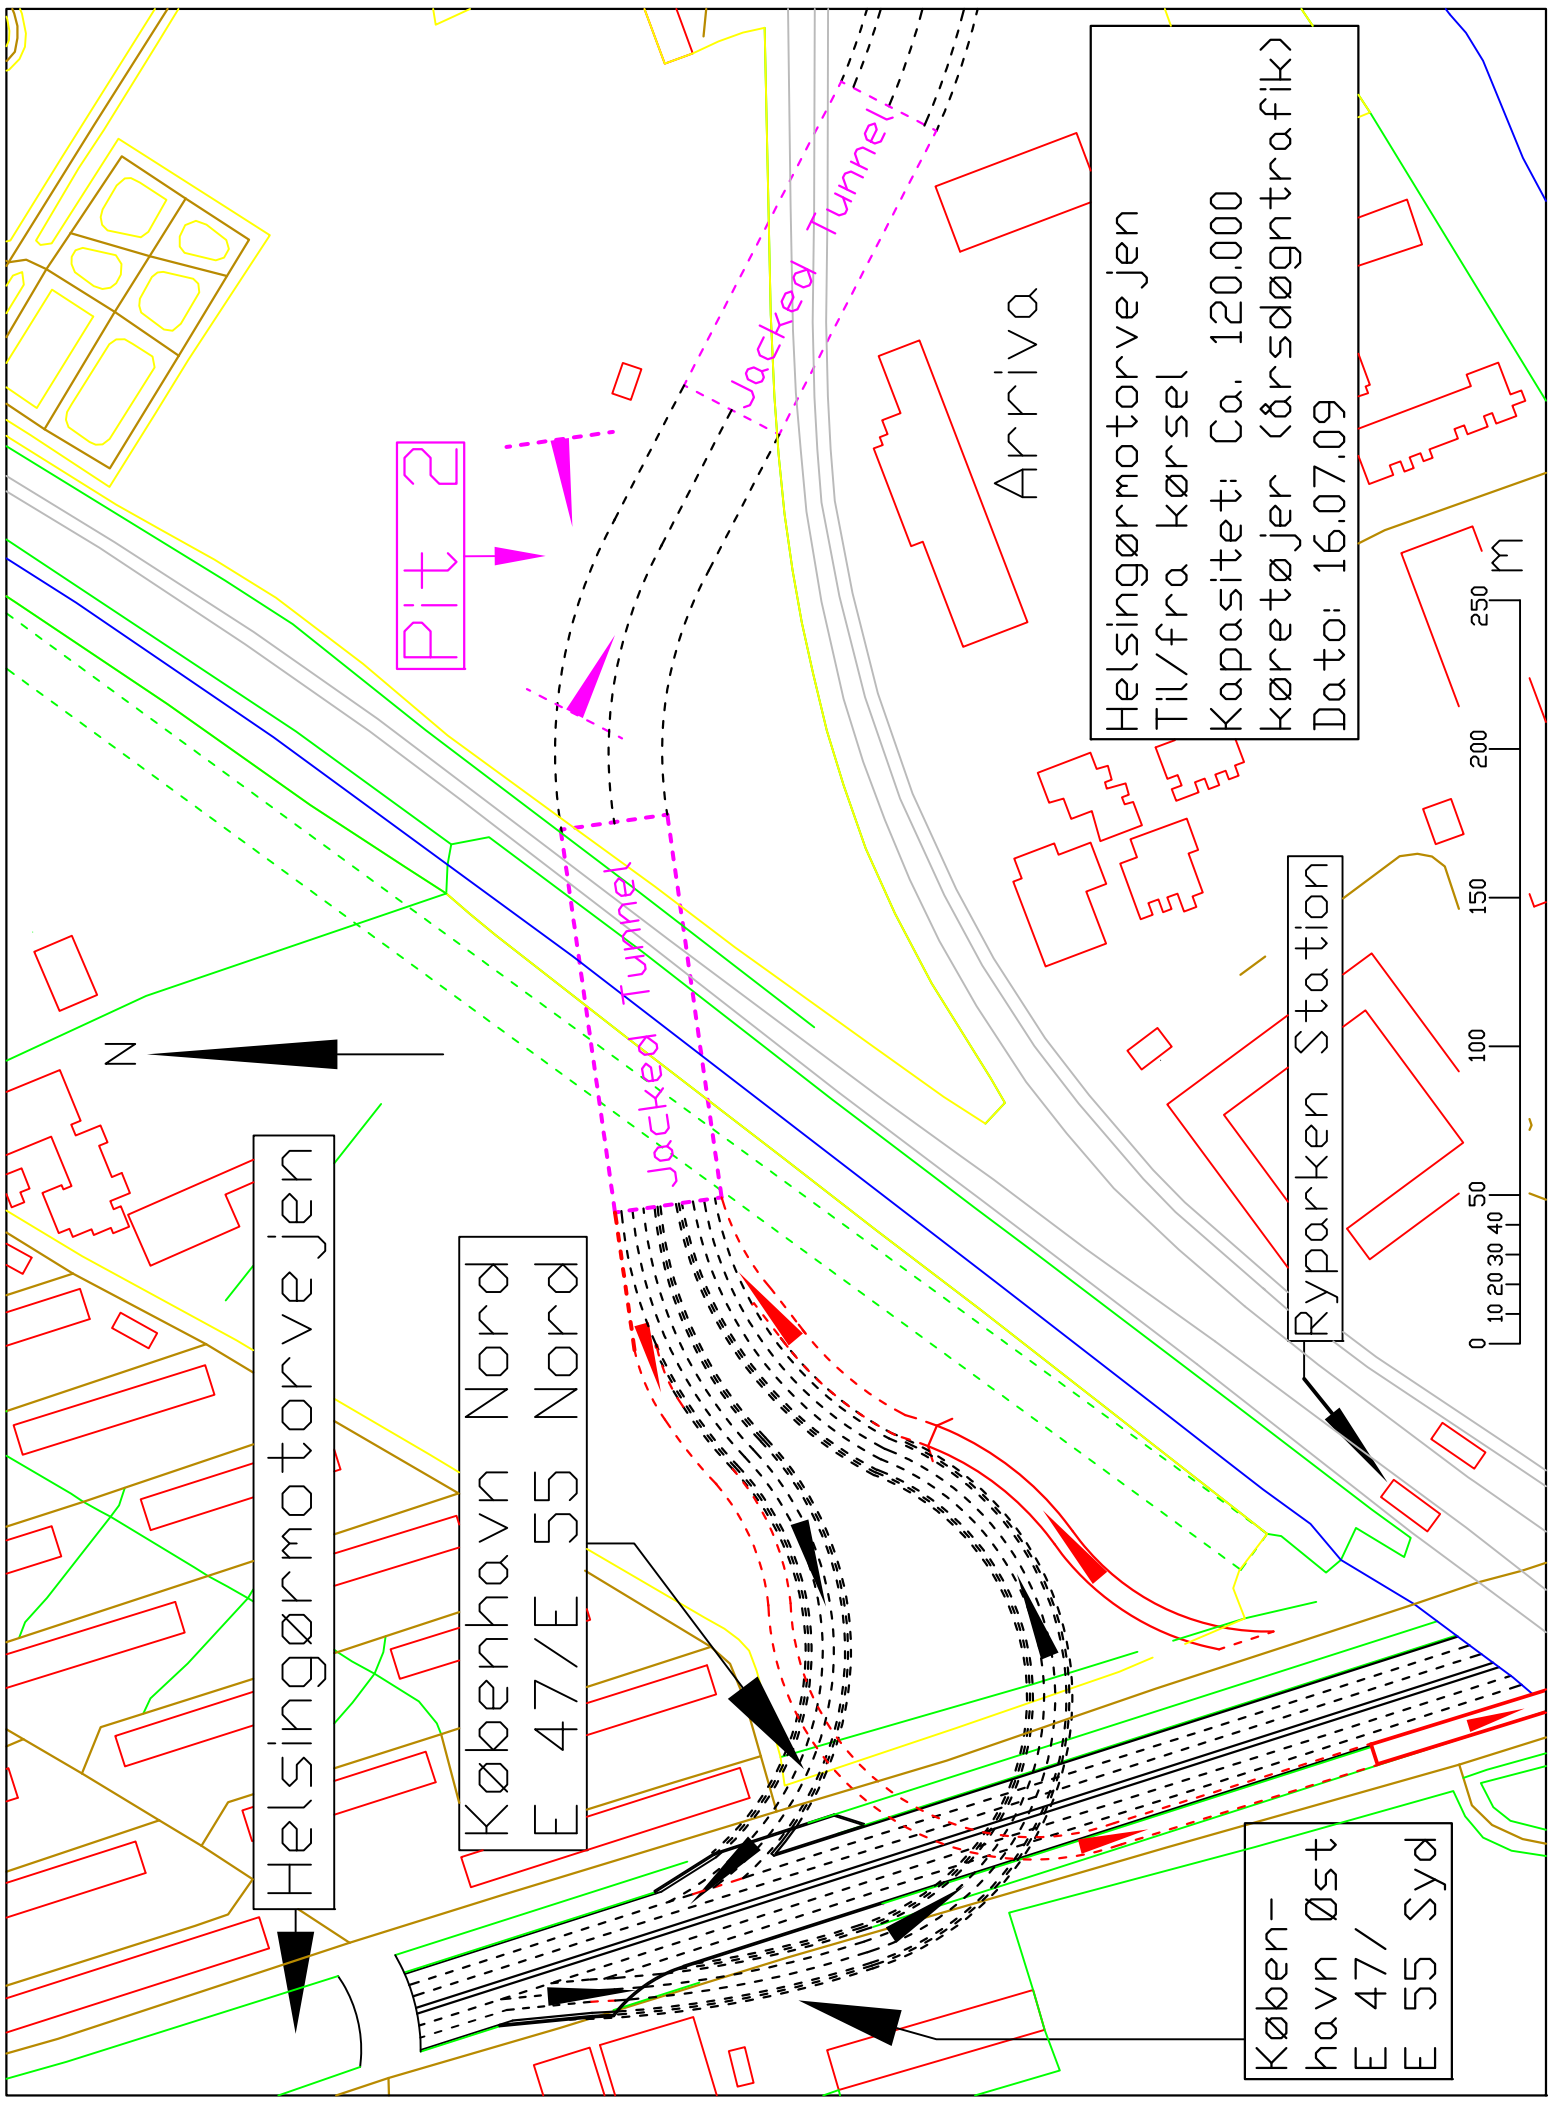 N
Helsingørmotorvejen
København Nord
E 47/E 55 Nord
Køben-
havn Øst
E 47/
E 55 Syd
Pit 2
Jacked Tunnel
Jacked Tunnel
Arriva
Ryparken Station
Helsingørmotorvejen
Til/fra kørsel
Kapasitet: Ca. 120.000
køretøjer (årsdøgntrafik)
Dato: 16.07.09
0 10 20 30 40 50 100 150 200 250 m